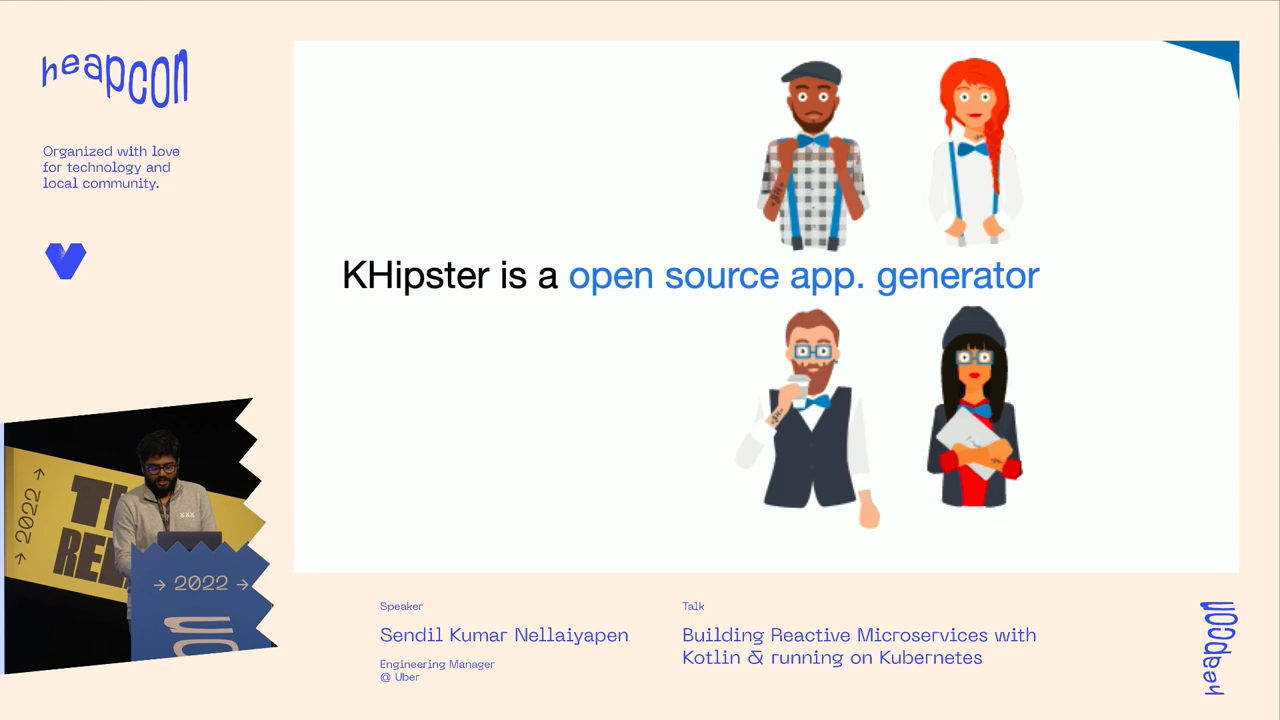 heapcon
Organized with love
for technology and
local community.
KHipster is a open source app. generator
→ 2022 →
→ 2022 →
Speaker
Sendil Kumar Nellaiyapen
Engineering Manager
@ Uber
Talk
Building Reactive Microservices with
Kotlin & running on Kubernetes
heapcon